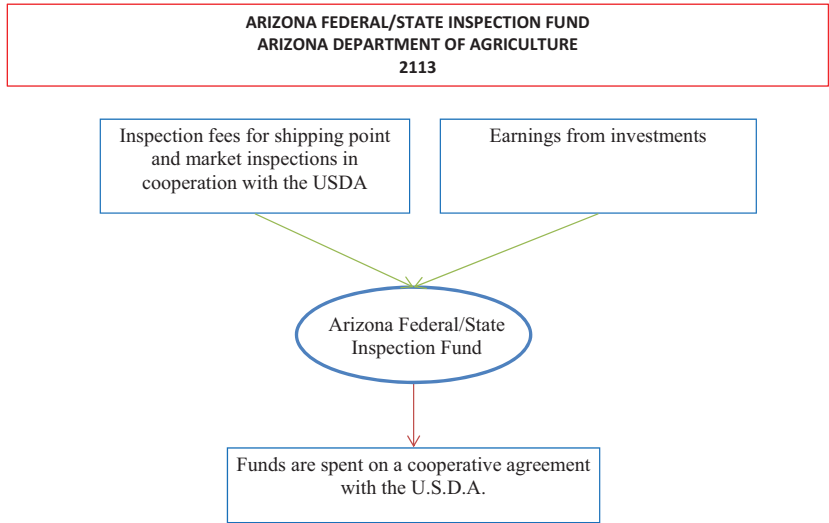 ARIZONA FEDERAL/STATE INSPECTION FUND
ARIZONA DEPARTMENT OF AGRICULTURE
2113
Inspection fees for shipping point
and market inspections in
cooperation with the USDA
Earnings from investments
Arizona Federal/State
Inspection Fund
Funds are spent on a cooperative agreement
with the U.S.D.A.